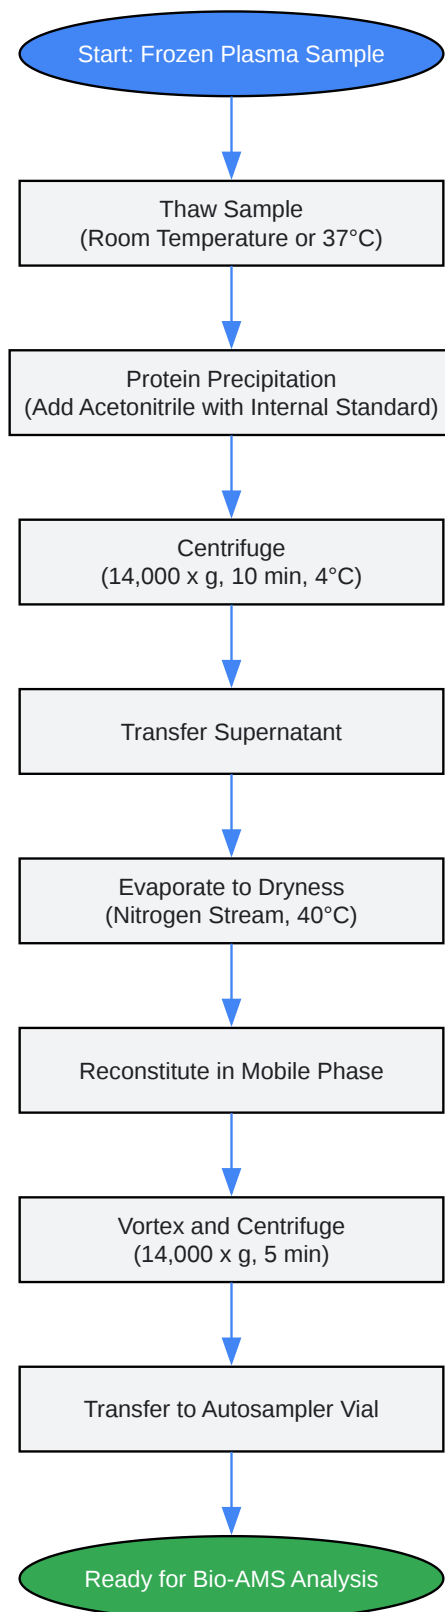 Start: Frozen Plasma Sample
Thaw Sample
(Room Temperature or 37°C)
Protein Precipitation
(Add Acetonitrile with Internal Standard)
Centrifuge
(14,000 x g, 10 min, 4°C)
Transfer Supernatant
Evaporate to Dryness
(Nitrogen Stream, 40°C)
Reconstitute in Mobile Phase
Vortex and Centrifuge
(14,000 x g, 5 min)
Transfer to Autosampler Vial
Ready for Bio-AMS Analysis